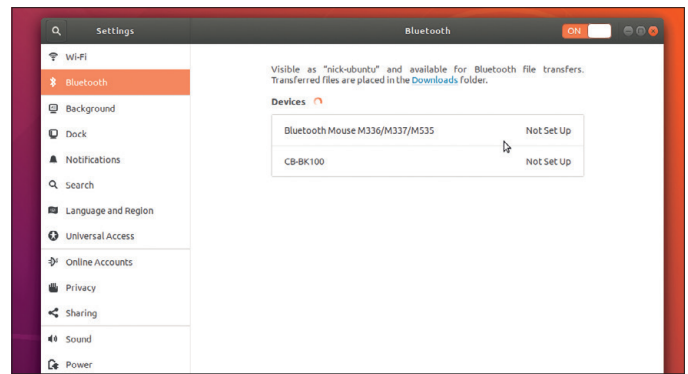 Settings
Bluetooth
ON
Wi-Fi
Bluetooth
Background
Dock
Notifications
Search
Language and Region
Universal Access
Online Accounts
Privacy
Sharing
Sound
Power
Visible as "nick-ubuntu" and available for Bluetooth file transfers.
Transferred files are placed in the Downloads folder.
Devices
Bluetooth Mouse M336/M337/M535 Not Set Up
CB-BK100 Not Set Up